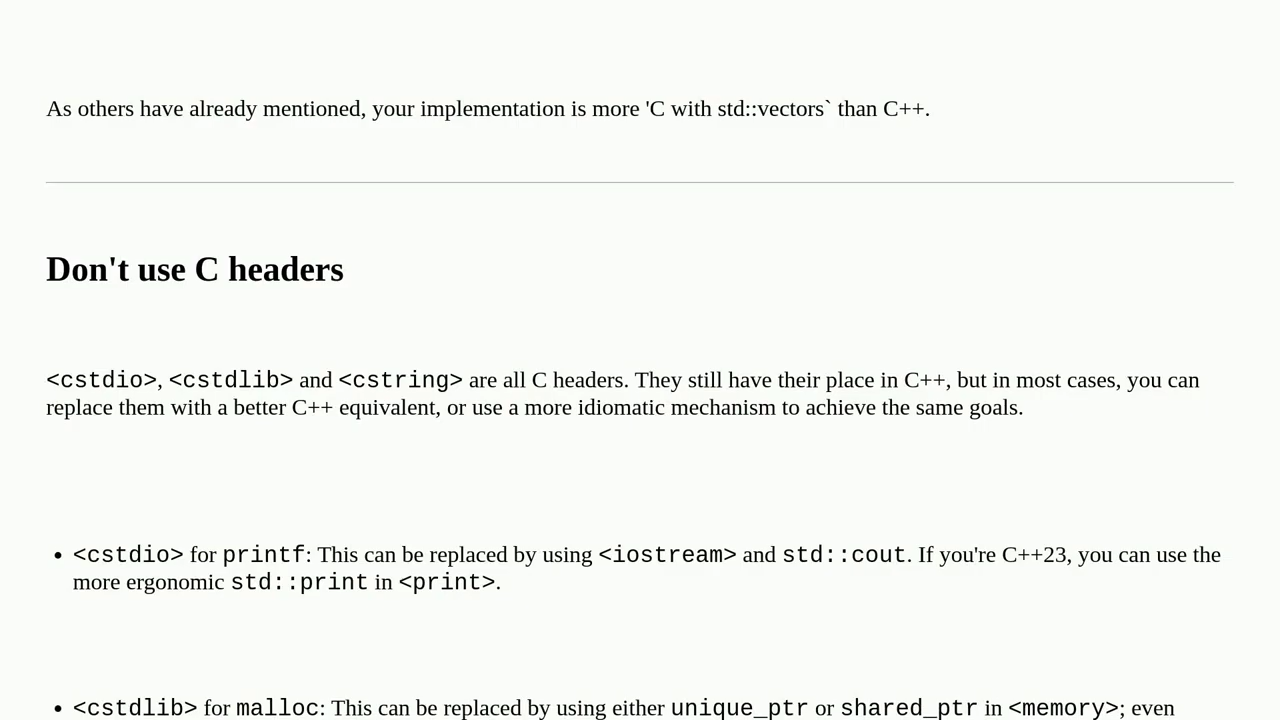 As others have already mentioned, your implementation is more 'C with std::vectors` than C++.
Don't use C headers
<cstdio>, <cstdlib> and <cstring> are all C headers. They still have their place in C++, but in most cases, you can
replace them with a better C++ equivalent, or use a more idiomatic mechanism to achieve the same goals.
• <cstdio> for printf: This can be replaced by using <iostream> and std::cout. If you're C++23, you can use the
more ergonomic std::print in <print>.
• <cstdlib> for malloc: This can be replaced by using either unique_ptr or shared_ptr in <memory>; even